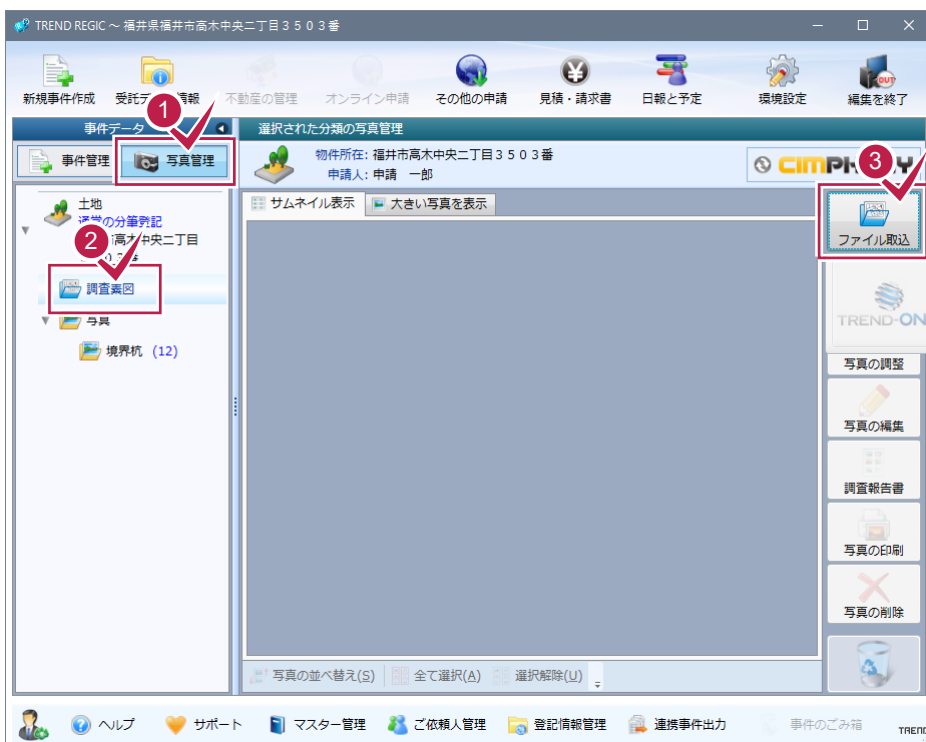 TREND REGIC ～ 福井県福井市高木中央二丁目３５０３番
新規事件作成
情報
不動産の管理
オンライン申請
その他の申請
見積・請求書
日報と予定
環境設定
編集を終了
事件データ
選択された分類の写真管理
事件管理
写真管理
物件所在: 福井市高木中央二丁目３５０３番
申請人: 申請 一郎
1
2
3
土地
の分筆登記
高木中央二丁目
調査素図
写真
境界杭 (12)
サムネイル表示
大きい写真を表示
ファイル取込
TREND-ON
写真の調整
写真の編集
調査報告書
写真の印刷
写真の削除
写真の並べ替え(S)
全て選択(A)
選択解除(U)
ヘルプ
サポート
マスター管理
ご依頼人管理
登記情報管理
連携事件出力
事件のごみ箱
TREND